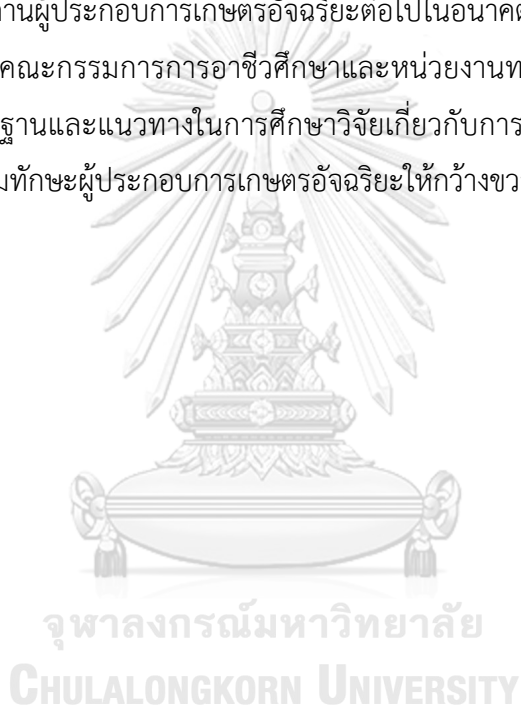 านผู้ประกอบการเกษตรอัจฉริยะต่อไปในอนาคต
คณะกรรมการการอาชีวศึกษาและหน่วยงานท
ฐานและแนวทางในการศึกษาวิจัยเกี่ยวกับการ
มทักษะผู้ประกอบการเกษตรอัจฉริยะให้กว้างขว
จุฬาลงกรณ์มหาวิทยาลัย
CHULALONGKORN UNIVERSITY